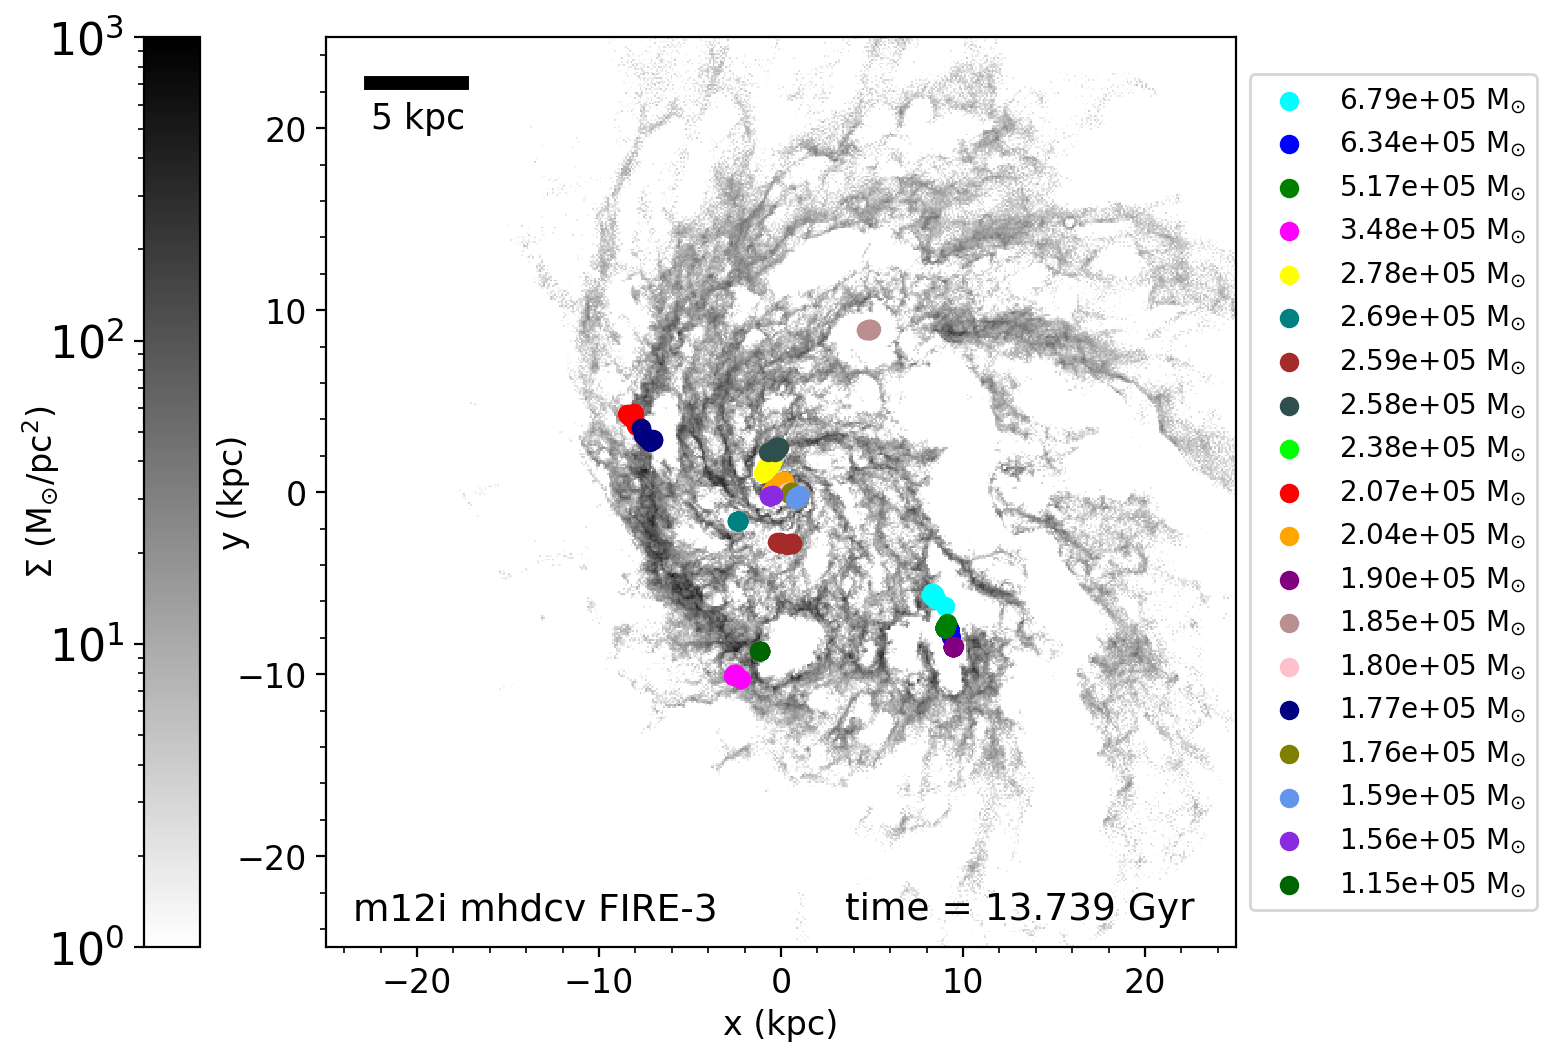 10³
10²
10¹
10⁰
Σ (M⊙/pc²)
y (kpc)
20
10
0
−10
−20
5 kpc
m12i mhdcv FIRE-3
time = 13.739 Gyr
−20
−10
0
10
20
x (kpc)
6.79e+05 M⊙
6.34e+05 M⊙
5.17e+05 M⊙
3.48e+05 M⊙
2.78e+05 M⊙
2.69e+05 M⊙
2.59e+05 M⊙
2.58e+05 M⊙
2.38e+05 M⊙
2.07e+05 M⊙
2.04e+05 M⊙
1.90e+05 M⊙
1.85e+05 M⊙
1.80e+05 M⊙
1.77e+05 M⊙
1.76e+05 M⊙
1.59e+05 M⊙
1.56e+05 M⊙
1.15e+05 M⊙